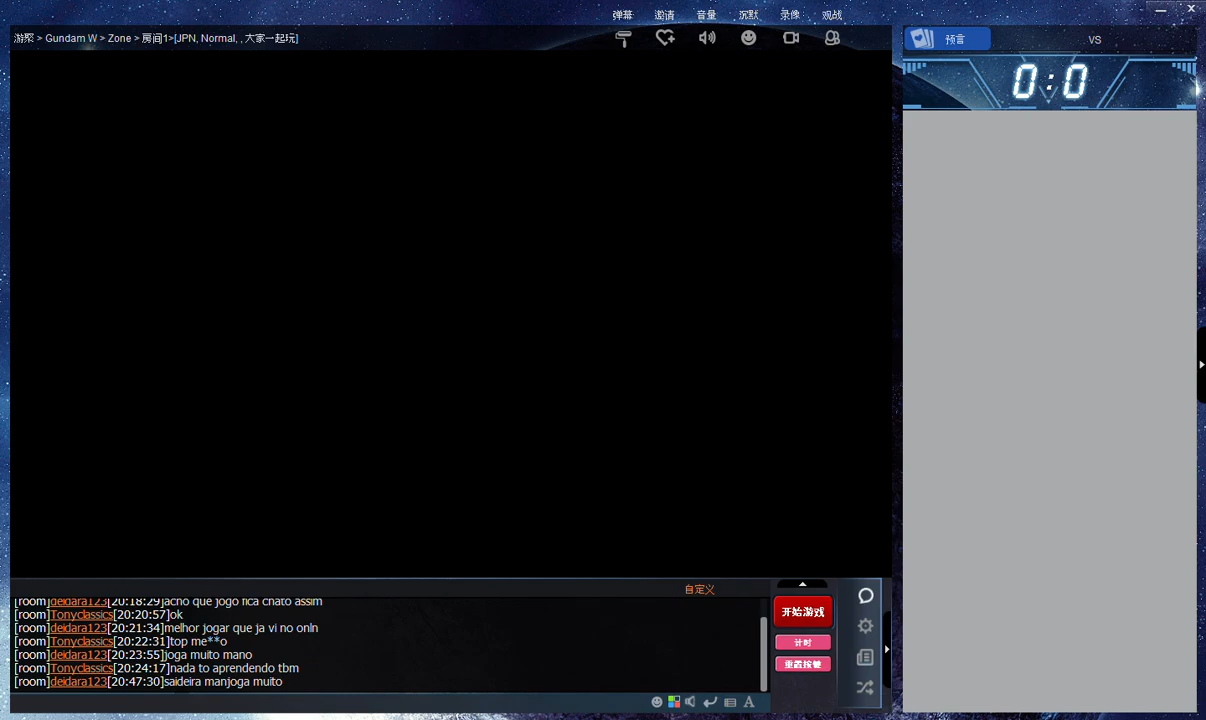 弹幕 邀请 音量 沉默 录像 观战
游聚 > Gundam W > Zone > 房间1>[JPN, Normal, , 大家一起玩]
预言 VS
0:0
自定义
[room]deidara123[20:18:29]acho que jogo fica chato assim
[room]Tonyclassics[20:20:57]ok
[room]deidara123[20:21:34]melhor jogar que ja vi no onln
[room]Tonyclassics[20:22:31]top me**o
[room]deidara123[20:23:55]joga muito mano
[room]Tonyclassics[20:24:17]nada to aprendendo tbm
[room]deidara123[20:47:30]saideira manjoga muito
开始游戏
计时
重置按键